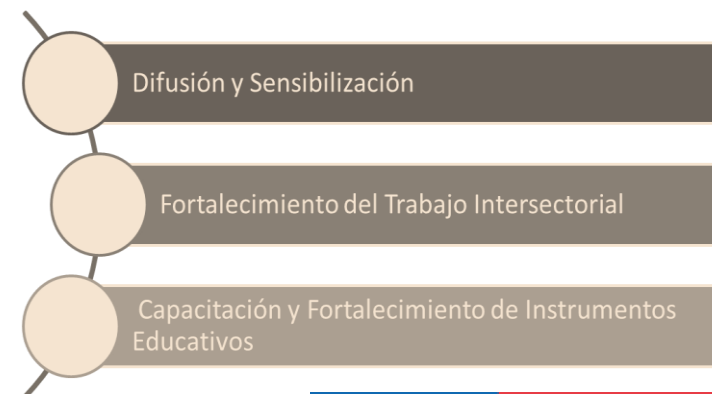 Difusión y Sensibilización
Fortalecimiento del Trabajo Intersectorial
Capacitación y Fortalecimiento de Instrumentos
Educativos